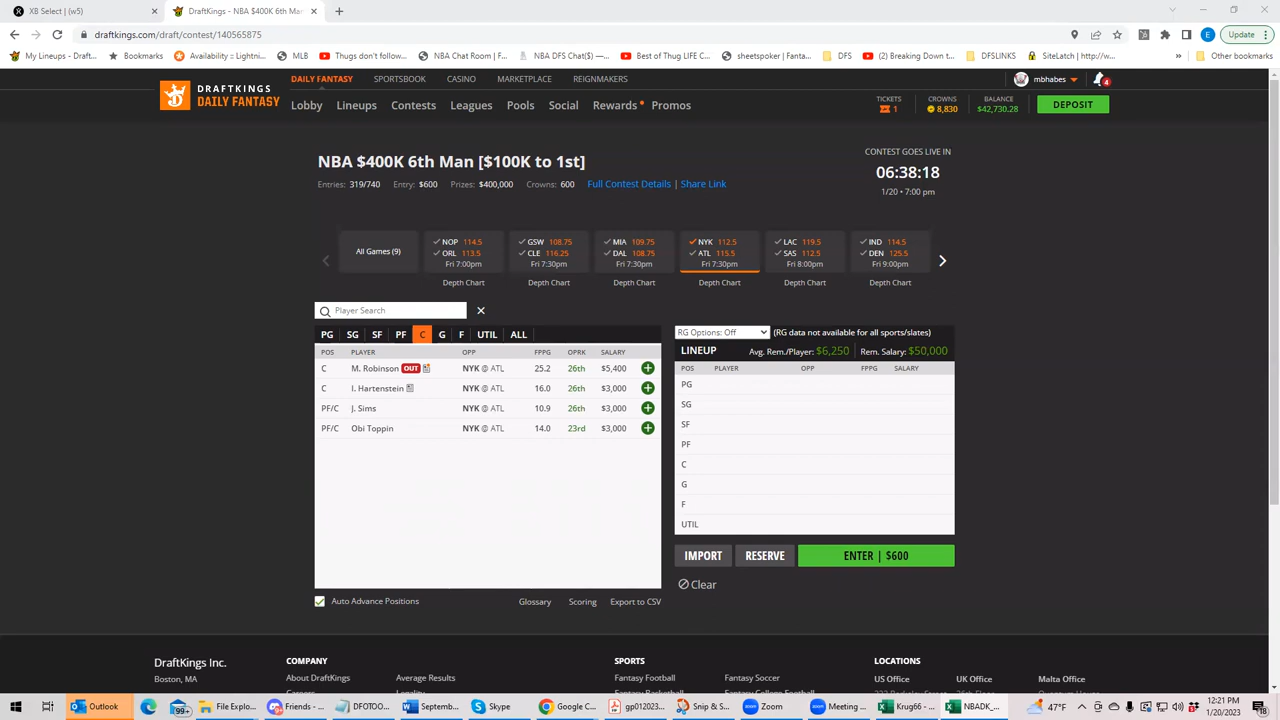 XB Select (w5)
DraftKings - NBA $400K 6th Man
draftkings.com/draft/contest/140565875
Update
My Lineups - Draft...
Bookmarks
Availability :: Lightni...
MLB
Thugs don't follow...
NBA Chat Room | F...
NBA DFS Chat($) —...
Best of Thug LIFE C...
sheetspoker | Fanta...
DFS
(2) Breaking Down t...
DFSLINKS
SiteLatch | http://w...
»
Other bookmarks
DAILY FANTASY SPORTSBOOK CASINO MARKETPLACE REIGNMAKERS
mbhabes
4
DRAFTKINGS
DAILY FANTASY
Lobby Lineups Contests Leagues Pools Social Rewards Promos
TICKETS
1
CROWNS
8,830
BALANCE
$42,730.28
DEPOSIT
NBA $400K 6th Man [$100K to 1st]
Entries: 319/740 Entry: $600 Prizes: $400,000 Crowns: 600 Full Contest Details | Share Link
CONTEST GOES LIVE IN
06:38:18
1/20 • 7:00 pm
All Games (9)
NOP 114.5
ORL 113.5
Fri 7:00pm
Depth Chart
GSW 108.75
CLE 116.25
Fri 7:30pm
Depth Chart
MIA 109.75
DAL 108.75
Fri 7:30pm
Depth Chart
NYK 112.5
ATL 115.5
Fri 7:30pm
Depth Chart
LAC 119.5
SAS 112.5
Fri 8:00pm
Depth Chart
IND 114.5
DEN 125.5
Fri 9:00pm
Depth Chart
Player Search
PG SG SF PF C G F UTIL ALL
POS PLAYER OPP FPPG OPRK SALARY
C M. Robinson OUT NYK @ ATL 25.2 26th $5,400
C I. Hartenstein NYK @ ATL 16.0 26th $3,000
PF/C J. Sims NYK @ ATL 10.9 26th $3,000
PF/C Obi Toppin NYK @ ATL 14.0 23rd $3,000
Auto Advance Positions
Glossary Scoring Export to CSV
RG Options: Off (RG data not available for all sports/slates)
LINEUP Avg. Rem./Player: $6,250 Rem. Salary: $50,000
POS PLAYER OPP FPPG SALARY
PG
SG
SF
PF
C
G
F
UTIL
IMPORT RESERVE ENTER | $600
Clear
DraftKings Inc.
Boston, MA
COMPANY
About DraftKings
Average Results
SPORTS
Fantasy Football
Fantasy Soccer
LOCATIONS
US Office
UK Office
Malta Office
Outlook
99+
File Explo...
Friends - ...
DFOTOO...
Septemb...
Skype
Google C...
gp012023...
Snip & S...
Zoom
Meeting ...
Krug66 - ...
NBADK_...
47°F
12:21 PM
1/20/2023
18